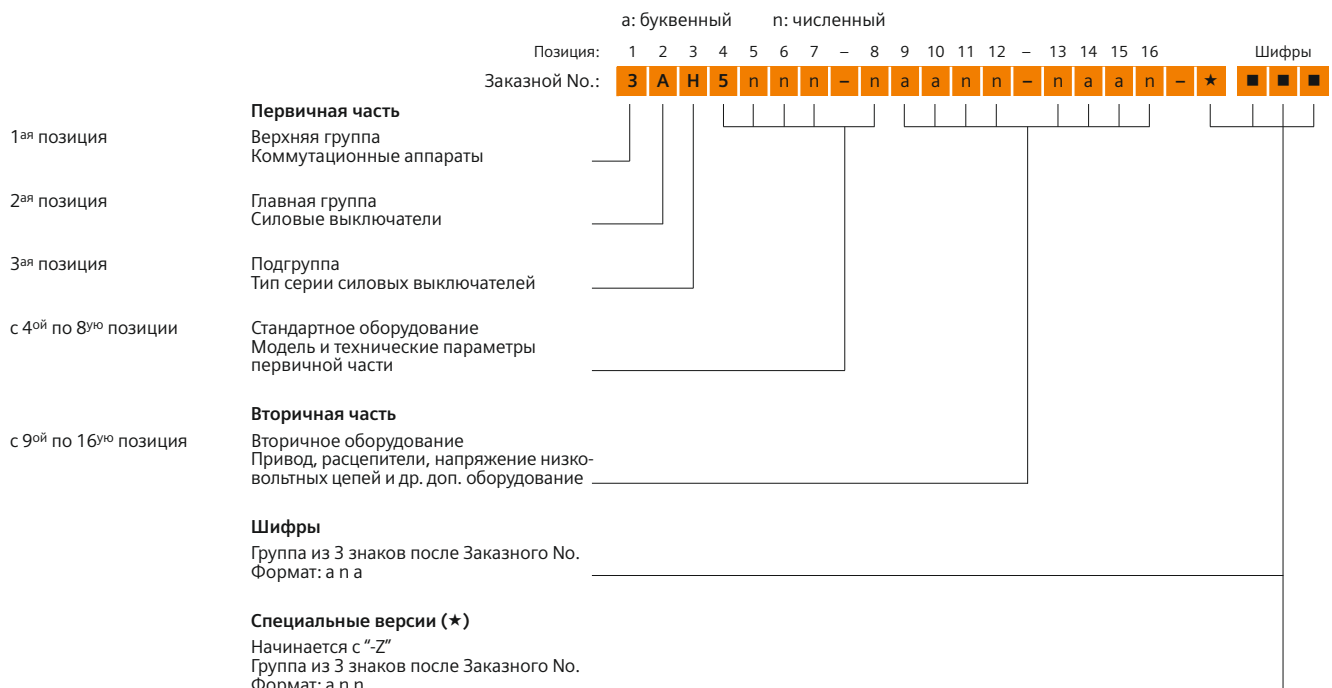 a: буквенный n: численный
Позиция: 1 2 3 4 5 6 7 – 8 9 10 11 12 – 13 14 15 16 Шифры
Заказной No.: 3 A H 5 n n n – n a a n n – n a a n – ★ ■ ■ ■
Первичная часть
1ая позиция Верхняя группа
Коммутационные аппараты
2ая позиция Главная группа
Силовые выключатели
3ая позиция Подгруппа
Тип серии силовых выключателей
с 4ой по 8ую позиции Стандартное оборудование
Модель и технические параметры
первичной части
Вторичная часть
с 9ой по 16ую позиция Вторичное оборудование
Привод, расцепители, напряжение низко-
вольтных цепей и др. доп. оборудование
Шифры
Группа из 3 знаков после Заказного No.
Формат: a n a
Специальные версии (★)
Начинается с “-Z”
Группа из 3 знаков после Заказного No.
Формат: a n n